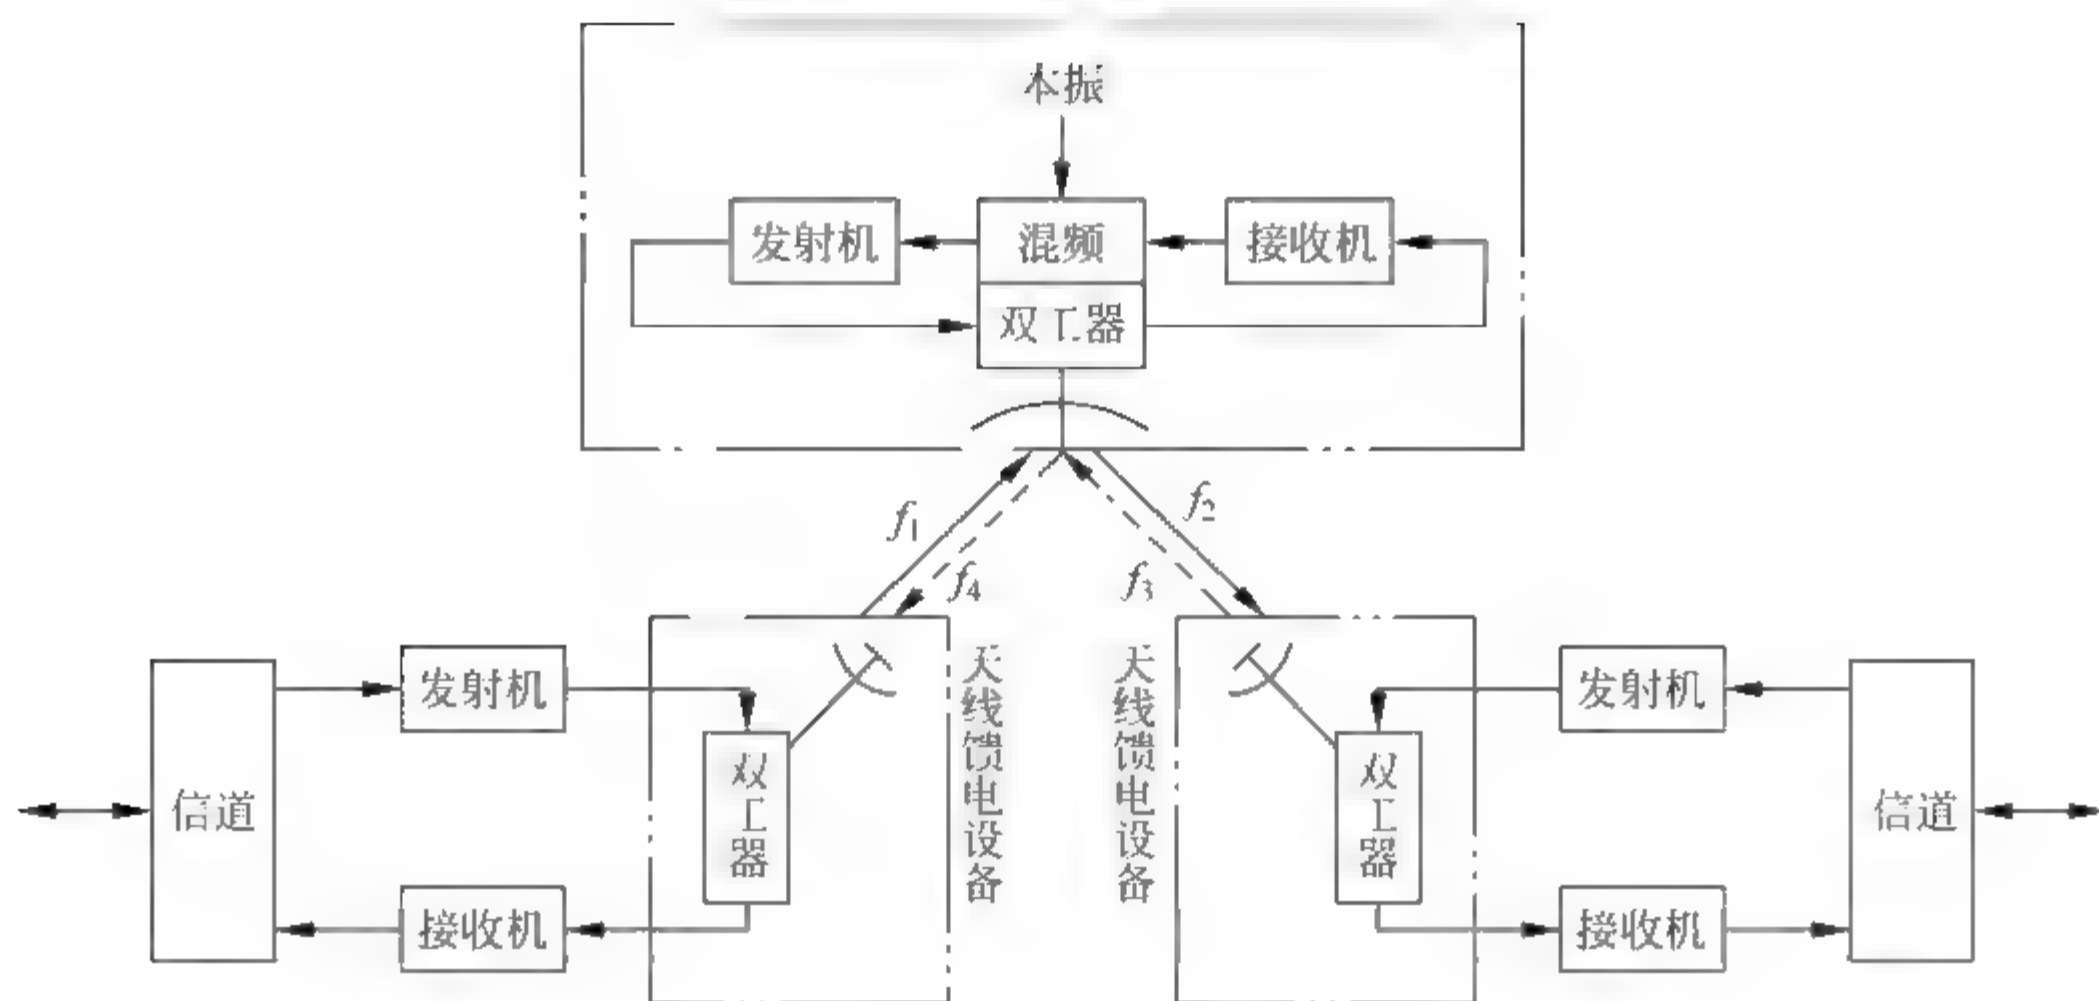 本振
发射机
混频
接收机
双工器
f1
f2
f4
f3
信道
发射机
接收机
双工器
天线馈电设备
天线馈电设备
双工器
发射机
接收机
信道